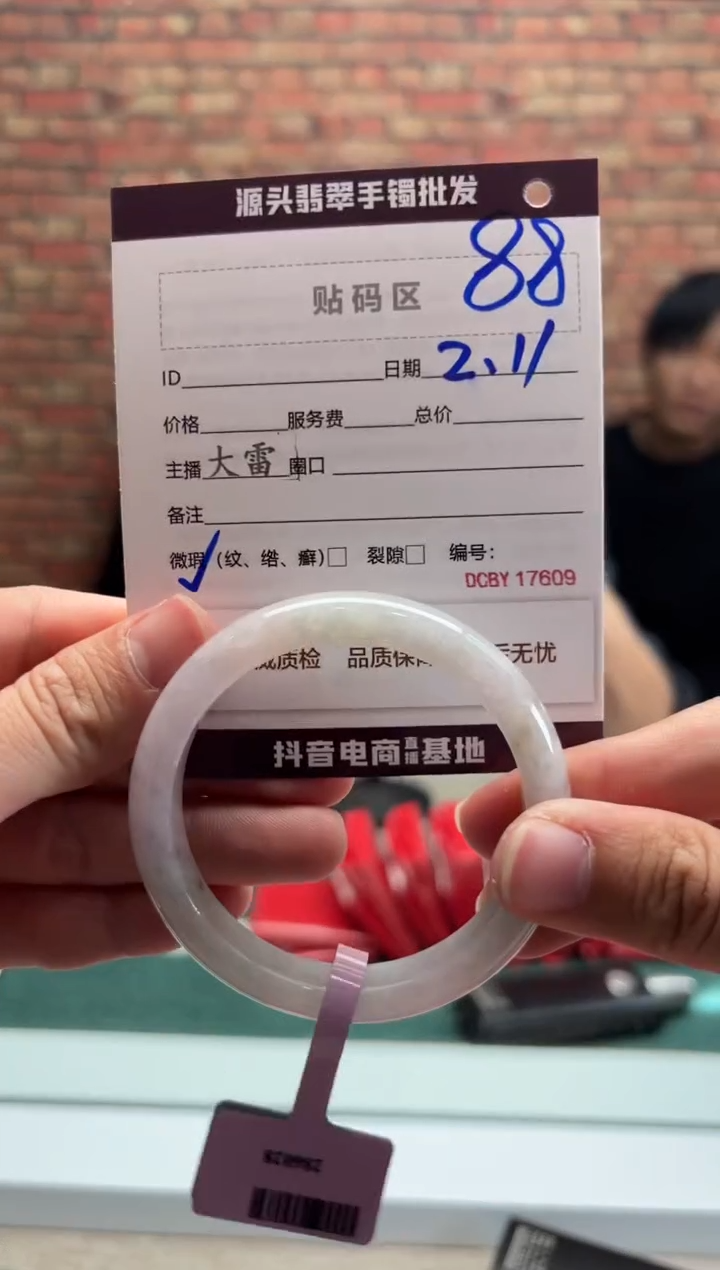 源头翡翠手镯批发
88
贴码区
ID 日期 2.11
价格 服务费 总价
主播 大雷 圈口
备注
微瑕 ✓ (纹、绺、癣)□ 裂隙□ 编号:
DCBY 17609
威质检 品质保 无忧
抖音电商直播基地